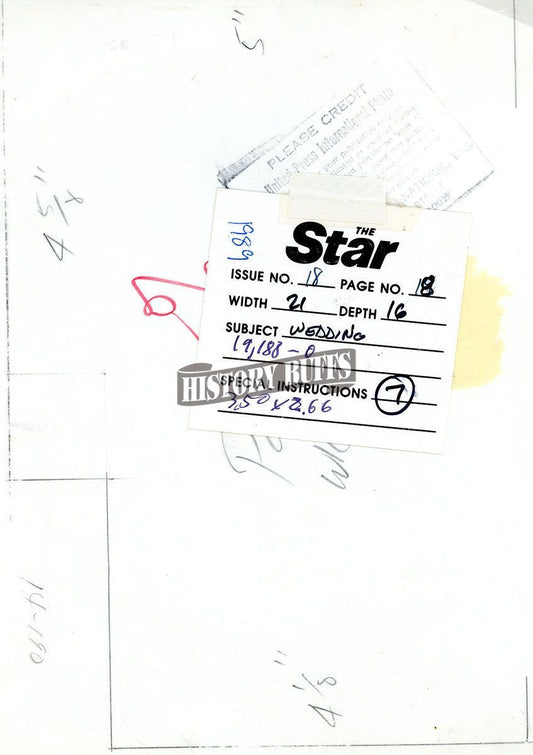 5"
PLEASE CREDIT
United Press International Photo
4 5/8"
1989
THE
Star
ISSUE NO. 18 PAGE NO. 18
WIDTH 21 DEPTH 16
SUBJECT WEDDING
19,188-0
HISTORY BUFFS
SPECIAL INSTRUCTIONS 7
3.50 x 2.66
14-190
4 1/8"